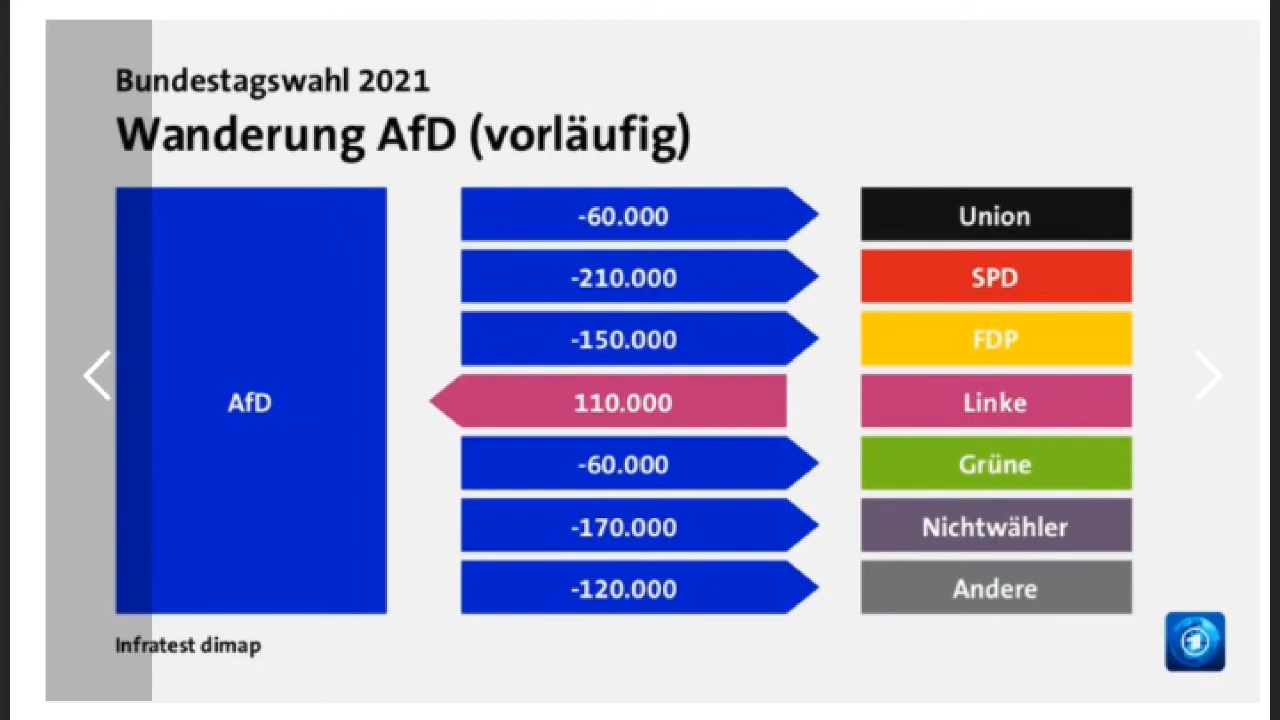 Bundestagswahl 2021
Wanderung AfD (vorläufig)
AfD
-60.000 Union
-210.000 SPD
-150.000 FDP
110.000 Linke
-60.000 Grüne
-170.000 Nichtwähler
-120.000 Andere
Infratest dimap